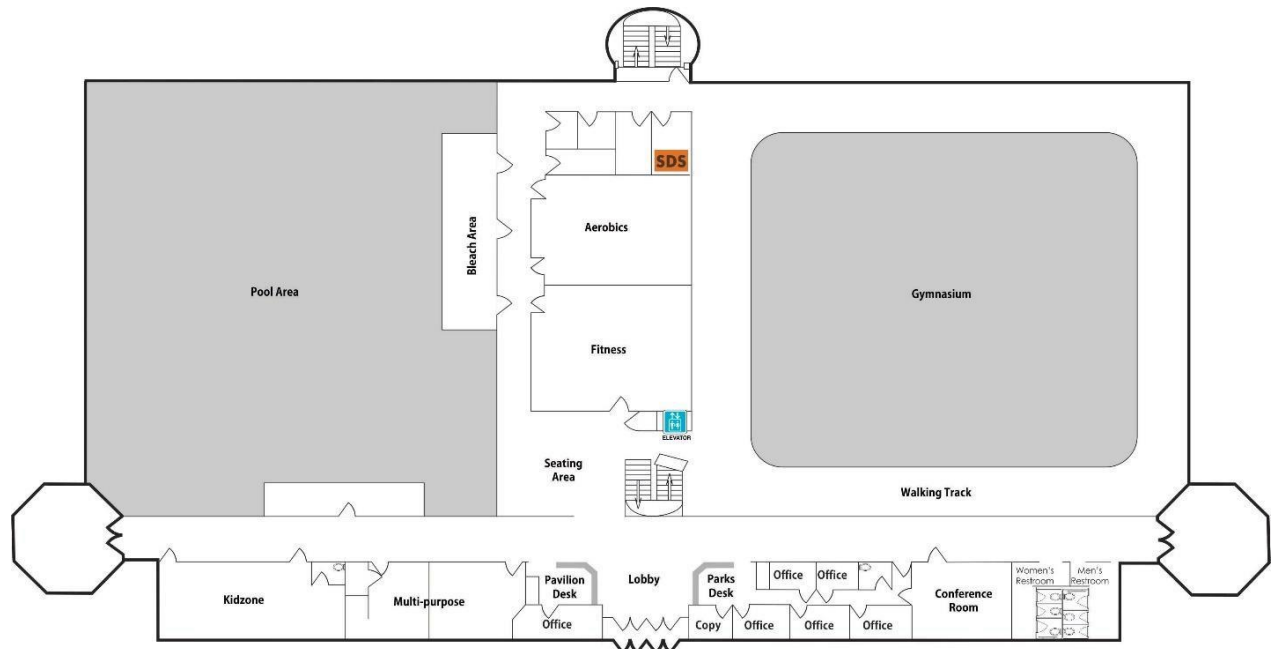 SDS
Aerobics
Bleach Area
Pool Area
Gymnasium
Fitness
ELEVATOR
Seating
Area
Walking Track
Women's
Restroom
Men's
Restroom
Kidzone
Multi-purpose
Pavilion
Desk
Office
Lobby
Parks
Desk
Office
Office
Conference
Room
Copy
Office
Office
Office